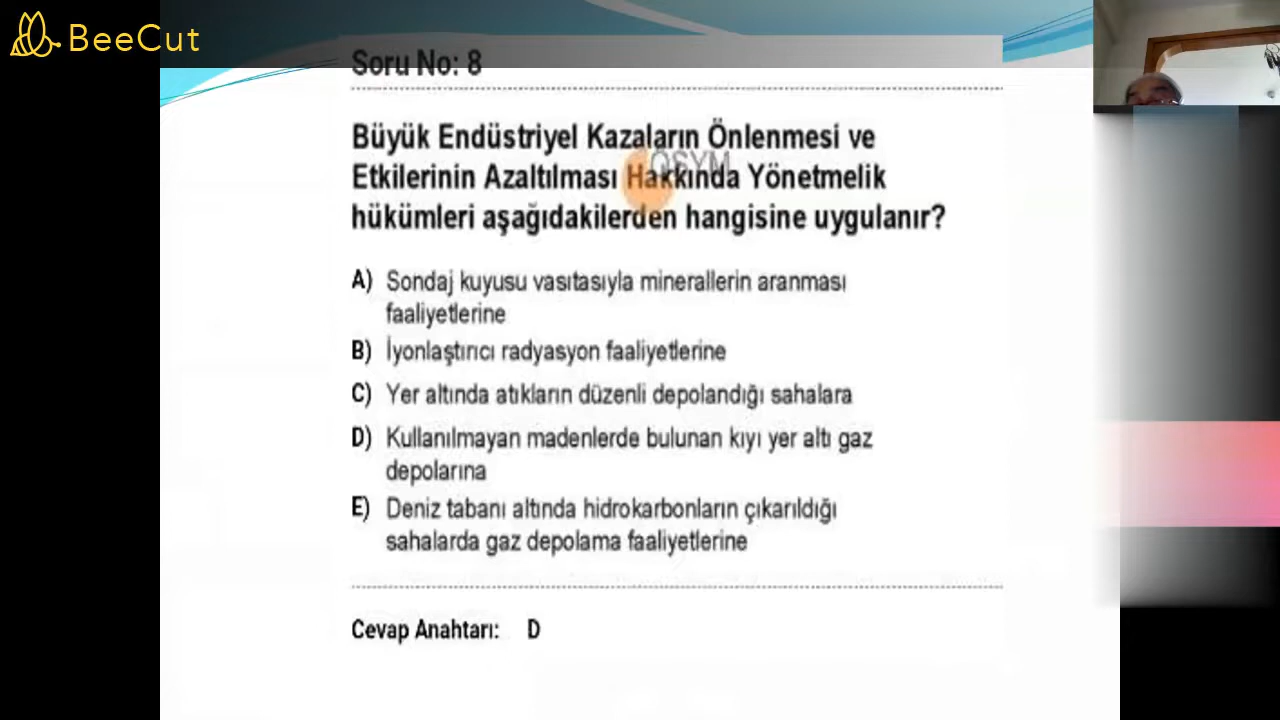 BeeCut
Soru No: 8
Büyük Endüstriyel Kazaların Önlenmesi ve
ÖSYM
Etkilerinin Azaltılması Hakkında Yönetmelik
hükümleri aşağıdakilerden hangisine uygulanır?
A) Sondaj kuyusu vasıtasıyla minerallerin aranması
faaliyetlerine
B) İyonlaştırıcı radyasyon faaliyetlerine
C) Yer altında atıkların düzenli depolandığı sahalara
D) Kullanılmayan madenlerde bulunan kıyı yer altı gaz
depolarına
E) Deniz tabanı altında hidrokarbonların çıkarıldığı
sahalarda gaz depolama faaliyetlerine
Cevap Anahtarı: D